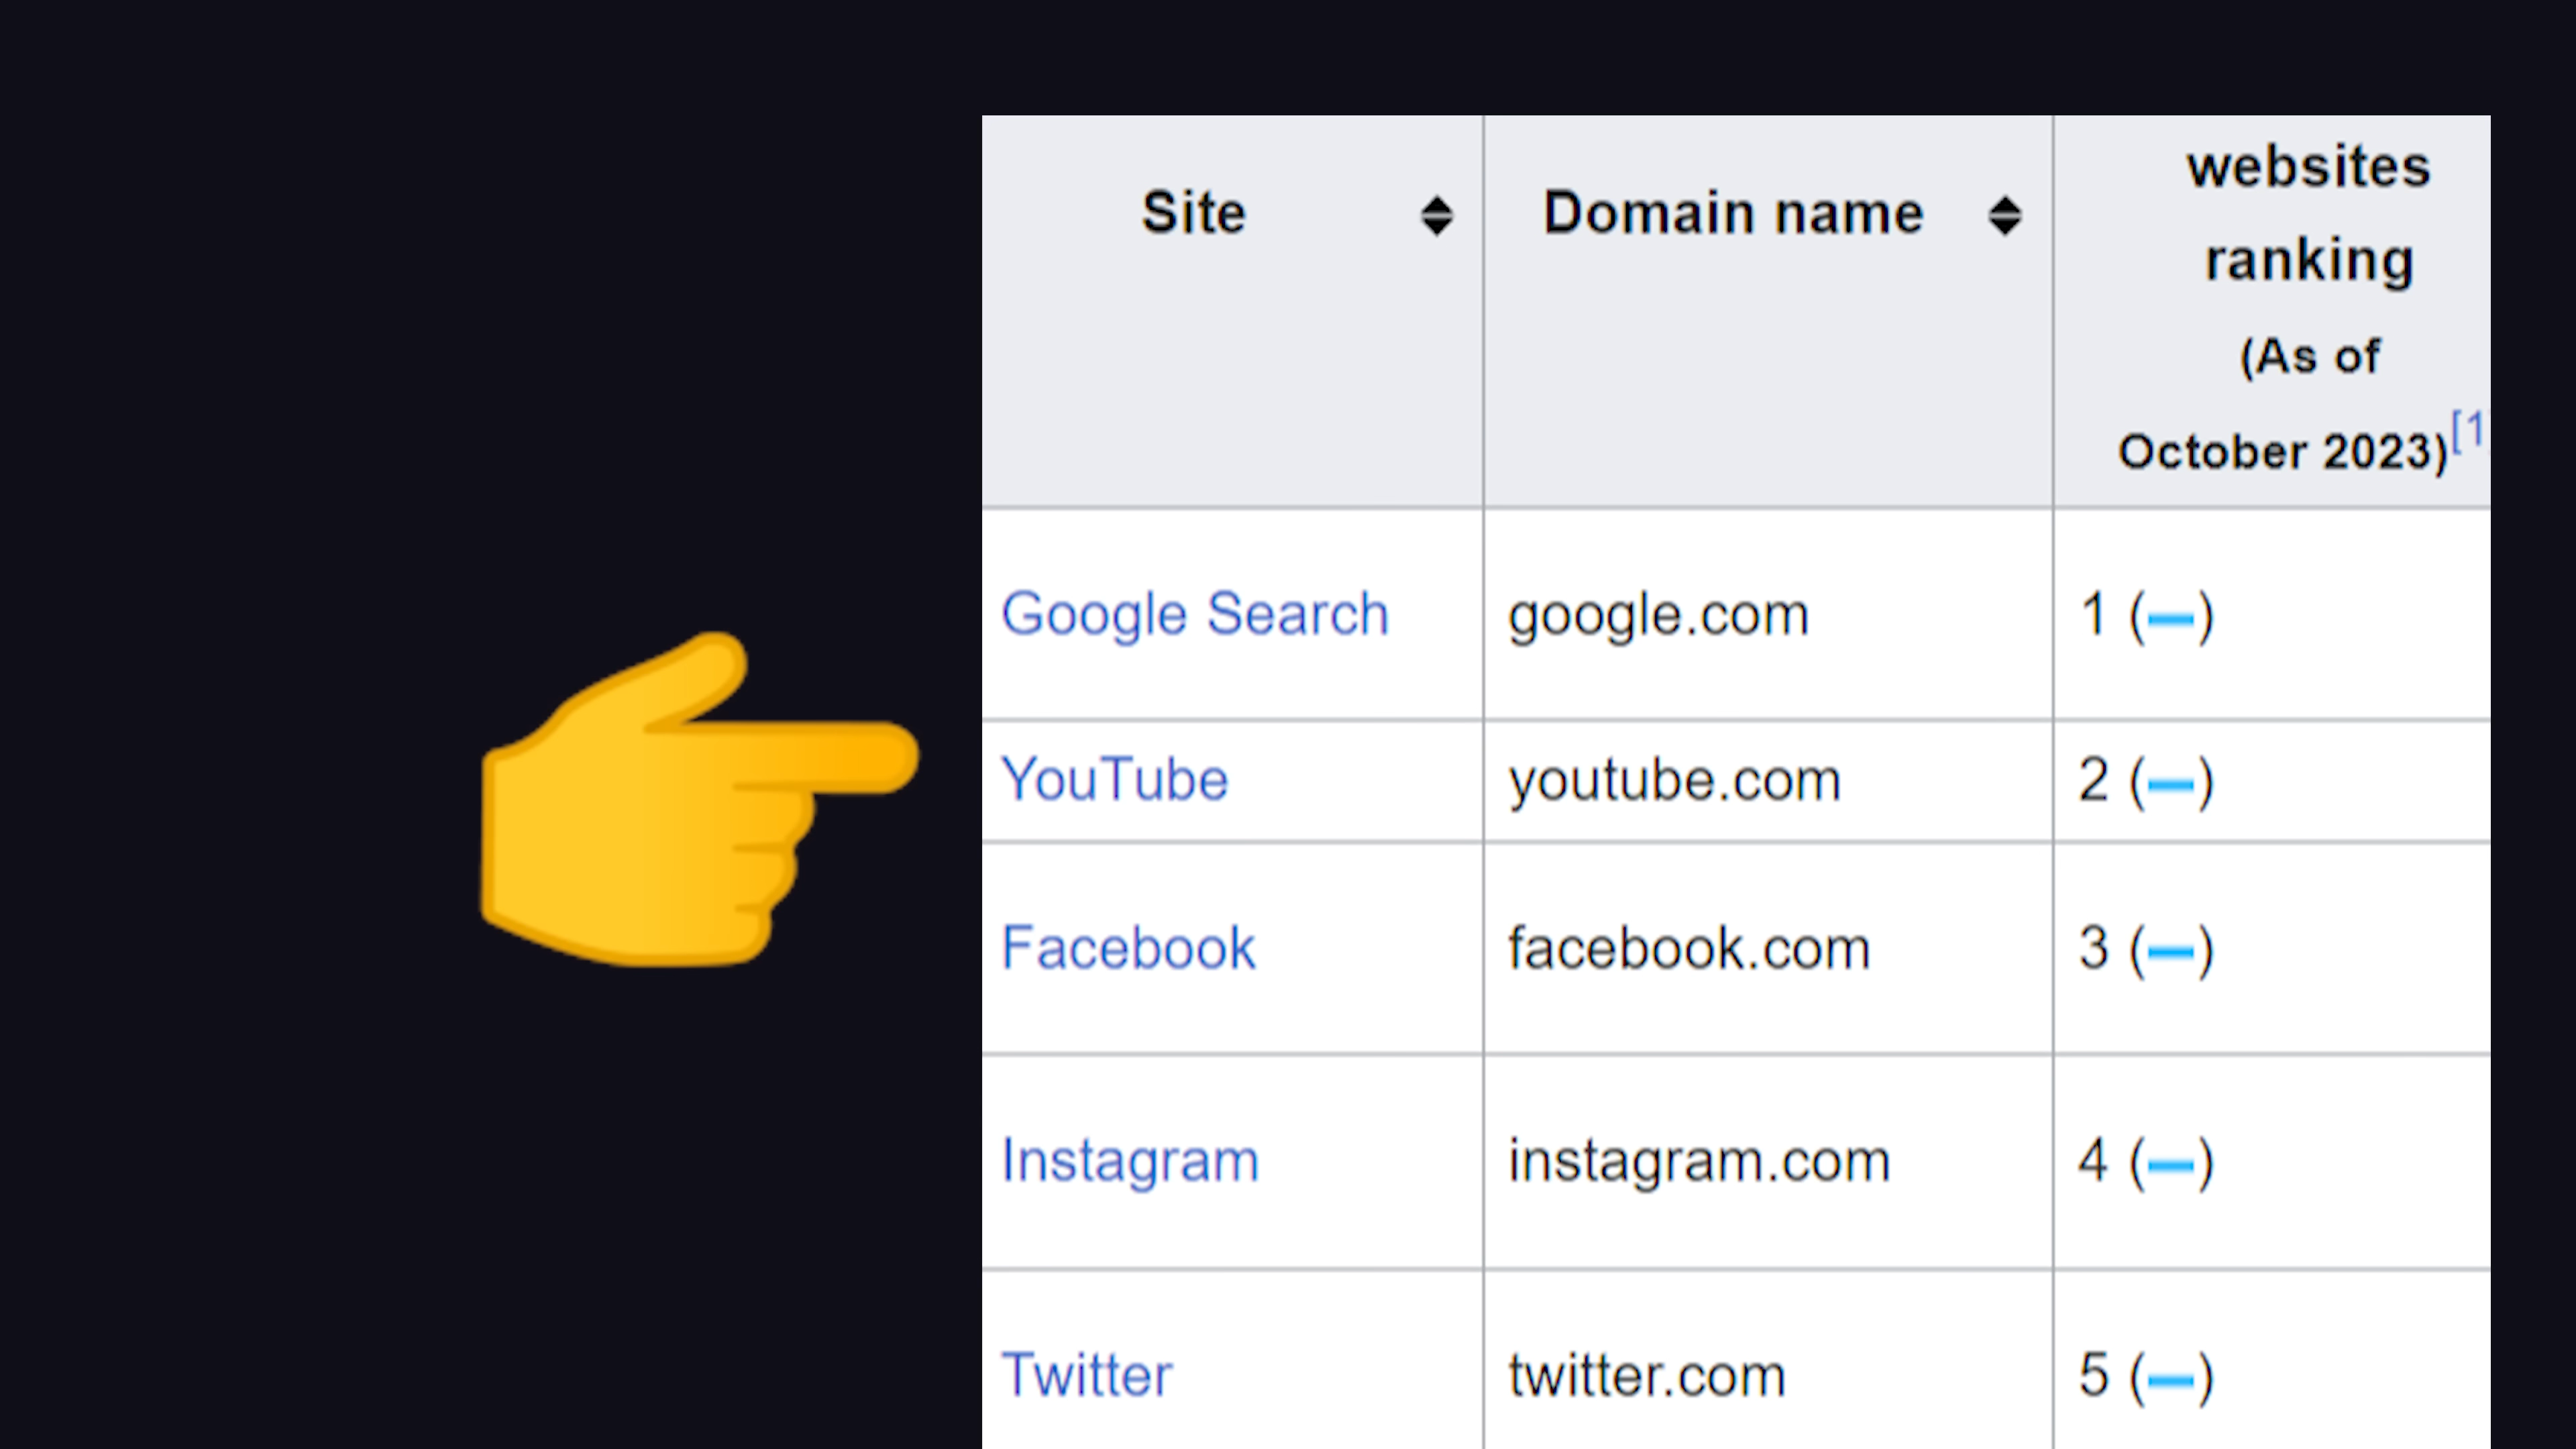 Site Domain name websites
ranking
(As of
October 2023)[1
Google Search google.com 1 (—)
YouTube youtube.com 2 (—)
Facebook facebook.com 3 (—)
Instagram instagram.com 4 (—)
Twitter twitter.com 5 (—)